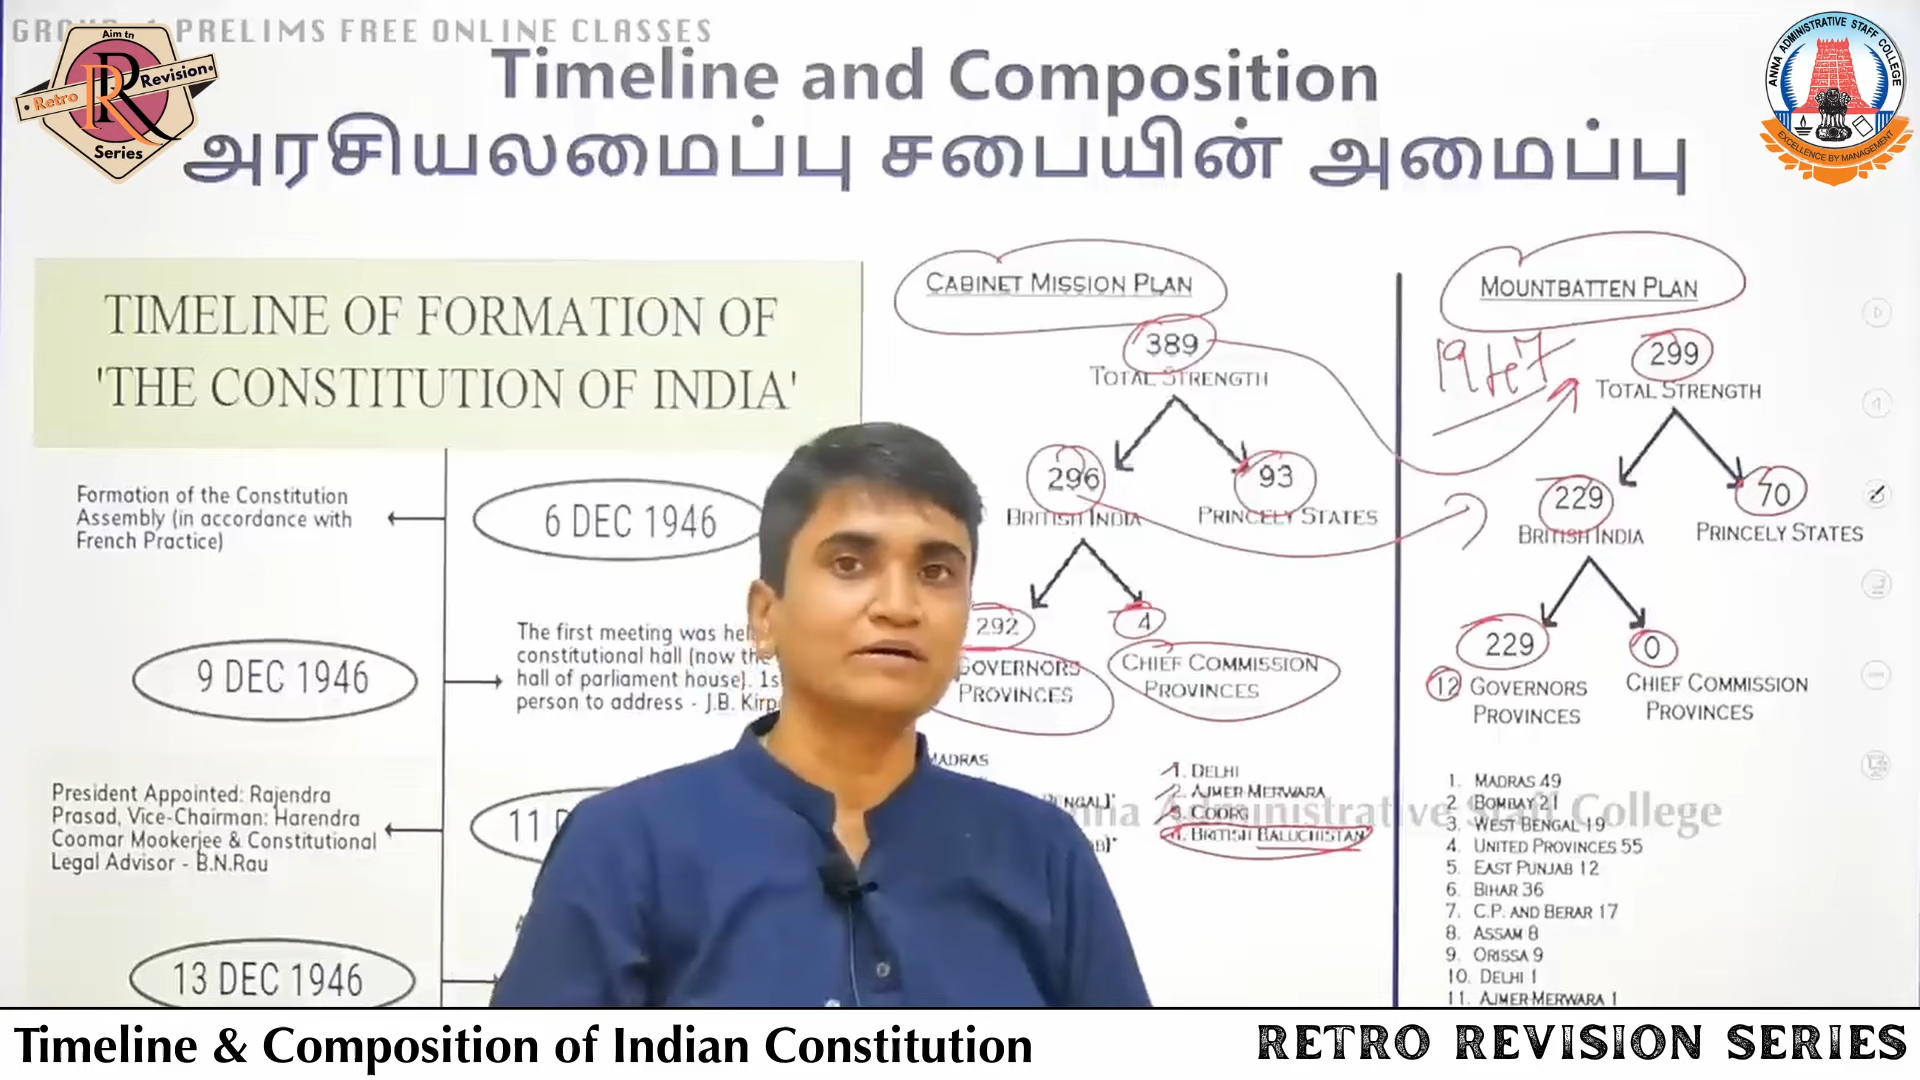 GROUP PRELIMS FREE ONLINE CLASSES
Aim tn
Retro
RR
Revision
Series
ANNA ADMINISTRATIVE STAFF COLLEGE
EXCELLENCE BY MANAGEMENT
Timeline and Composition
அரசியலமைப்பு சபையின் அமைப்பு
TIMELINE OF FORMATION OF
'THE CONSTITUTION OF INDIA'
Formation of the Constitution
Assembly (in accordance with
French Practice)
6 DEC 1946
9 DEC 1946
The first meeting was
constitutional hall (now
hall of parliament house). 1s
person to address - J.B.
President Appointed: Rajendra
Prasad, Vice-Chairman: Harendra
Coomar Mookerjee & Constitutional
Legal Advisor - B.N.Rau
11
13 DEC 1946
CABINET MISSION PLAN
389
TOTAL STRENGTH
296
BRITISH INDIA
93
PRINCELY STATES
292
GOVERNORS
PROVINCES
4
CHIEF COMMISSION
PROVINCES
MADRAS
1. DELHI
2. AJMER MERWARA
3. COORG
4. BRITISH BALUCHISTAN
Administrative Staff College
MOUNTBATTEN PLAN
1947
299
TOTAL STRENGTH
229
BRITISH INDIA
70
PRINCELY STATES
229
12 GOVERNORS
PROVINCES
0
CHIEF COMMISSION
PROVINCES
1. MADRAS 49
2. BOMBAY 21
3. WEST BENGAL 19
4. UNITED PROVINCES 55
5. EAST PUNJAB 12
6. BIHAR 36
7. C.P. AND BERAR 17
8. ASSAM 8
9. ORISSA 9
10. DELHI 1
11. AJMER-MERWARA 1
Timeline & Composition of Indian Constitution
RETRO REVISION SERIES